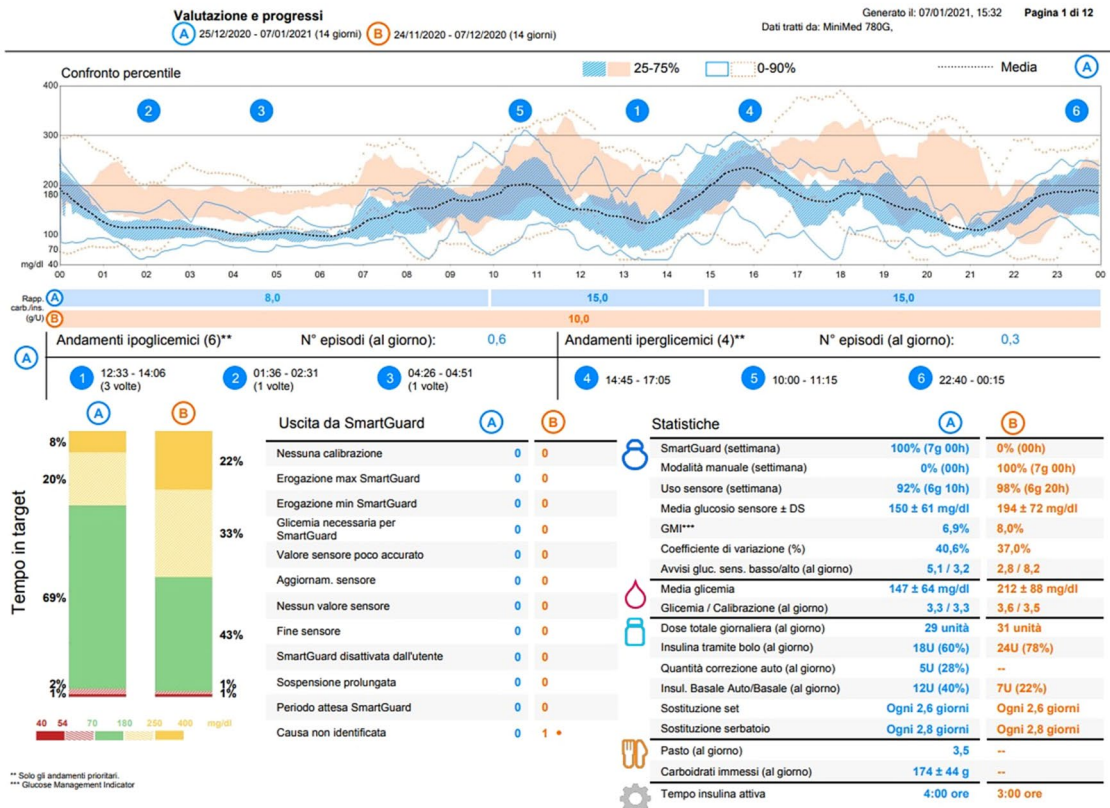 Valutazione e progressi
Generato il: 07/01/2021, 15:32 Pagina 1 di 12
A 25/12/2020 - 07/01/2021 (14 giorni) B 24/11/2020 - 07/12/2020 (14 giorni)
Dati tratti da: MiniMed 780G,
Confronto percentile
25-75% 0-90% Media A
400
2 3 5 1 4 6
300
200
180
100
70
mg/dl 40
00 01 02 03 04 05 06 07 08 09 10 11 12 13 14 15 16 17 18 19 20 21 22 23 00
Rapp. carb./ins. (g/U)
A 8,0 15,0 15,0
B 10,0
A
Andamenti ipoglicemici (6)** N° episodi (al giorno): 0,6
1 12:33 - 14:06 (3 volte)
2 01:36 - 02:31 (1 volte)
3 04:26 - 04:51 (1 volte)
Andamenti iperglicemici (4)** N° episodi (al giorno): 0,3
4 14:45 - 17:05
5 10:00 - 11:15
6 22:40 - 00:15
Tempo in target
A B
8%
20%
69%
2%
1%
22%
33%
43%
1%
1%
40 54 70 180 250 400 mg/dl
Uscita da SmartGuard A B
Nessuna calibrazione 0 0
Erogazione max SmartGuard 0 0
Erogazione min SmartGuard 0 0
Glicemia necessaria per
SmartGuard 0 0
Valore sensore poco accurato 0 0
Aggiornam. sensore 0 0
Nessun valore sensore 0 0
Fine sensore 0 0
SmartGuard disattivata dall'utente 0 0
Sospensione prolungata 0 0
Periodo attesa SmartGuard 0 0
Causa non identificata 0 1 •
Statistiche A B
SmartGuard (settimana) 100% (7g 00h) 0% (00h)
Modalità manuale (settimana) 0% (00h) 100% (7g 00h)
Uso sensore (settimana) 92% (6g 10h) 98% (6g 20h)
Media glucosio sensore ± DS 150 ± 61 mg/dl 194 ± 72 mg/dl
GMI*** 6,9% 8,0%
Coefficiente di variazione (%) 40,6% 37,0%
Avvisi gluc. sens. basso/alto (al giorno) 5,1 / 3,2 2,8 / 8,2
Media glicemia 147 ± 64 mg/dl 212 ± 88 mg/dl
Glicemia / Calibrazione (al giorno) 3,3 / 3,3 3,6 / 3,5
Dose totale giornaliera (al giorno) 29 unità 31 unità
Insulina tramite bolo (al giorno) 18U (60%) 24U (78%)
Quantità correzione auto (al giorno) 5U (28%) --
Insul. Basale Auto/Basale (al giorno) 12U (40%) 7U (22%)
Sostituzione set Ogni 2,6 giorni Ogni 2,6 giorni
Sostituzione serbatoio Ogni 2,8 giorni Ogni 2,8 giorni
Pasto (al giorno) 3,5 --
Carboidrati immessi (al giorno) 174 ± 44 g --
Tempo insulina attiva 4:00 ore 3:00 ore
** Solo gli andamenti prioritari.
*** Glucose Management Indicator